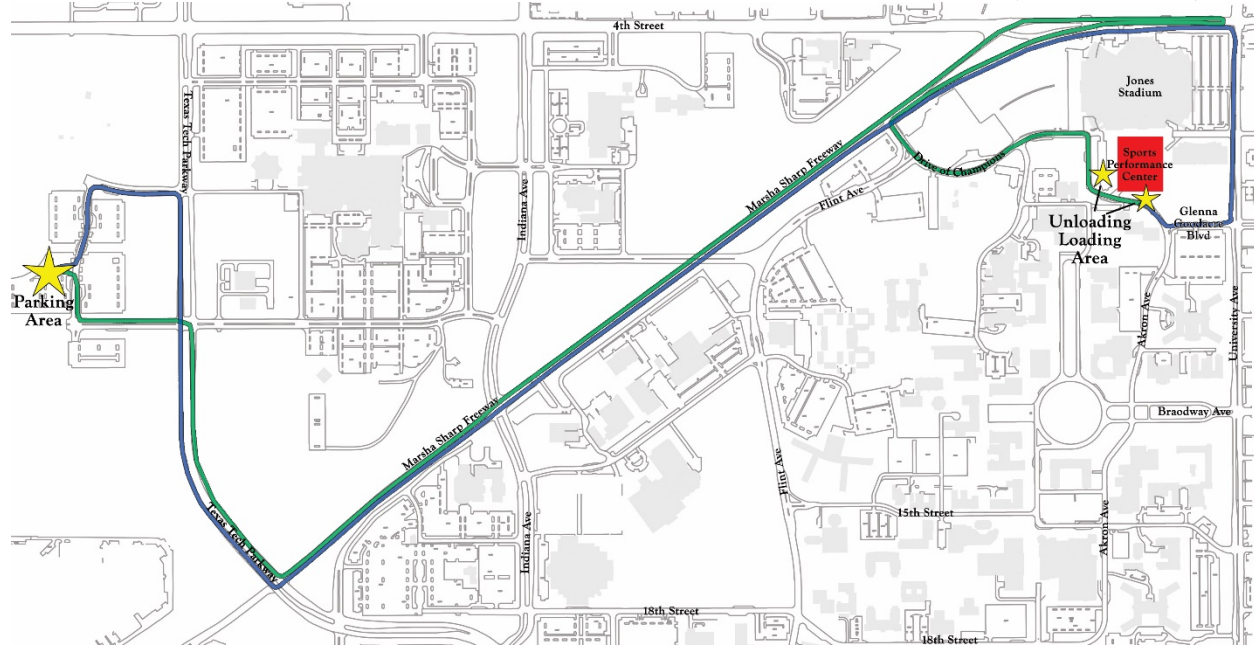 4th Street
Jones
Stadium
Texas Tech Parkway
Marsha Sharp Freeway
Drive of Champions
Sports
Performance
Center
Indiana Ave
Flint Ave
Unloading
Loading
Area
Glenna
Goodacre
Blvd
Parking
Area
Akron Ave
University Ave
Marsha Sharp Freeway
Braodway Ave
Flint Ave
Texas Tech Parkway
Indiana Ave
15th Street
Akron Ave
18th Street
18th Street